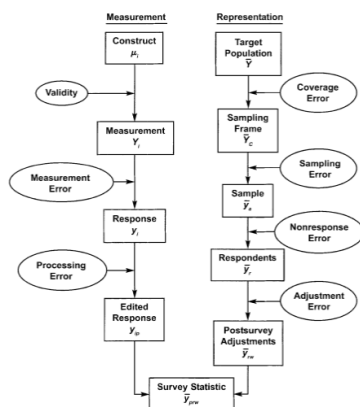 Measurement
Representation
Construct
μi
Validity
Measurement
Yi
Measurement
Error
Response
yi
Processing
Error
Edited
Response
yip
Target
Population
Ȳ
Coverage
Error
Sampling
Frame
ȲC
Sampling
Error
Sample
ȳs
Nonresponse
Error
Respondents
ȳr
Adjustment
Error
Postsurvey
Adjustments
ȳrw
Survey Statistic
ȳprw